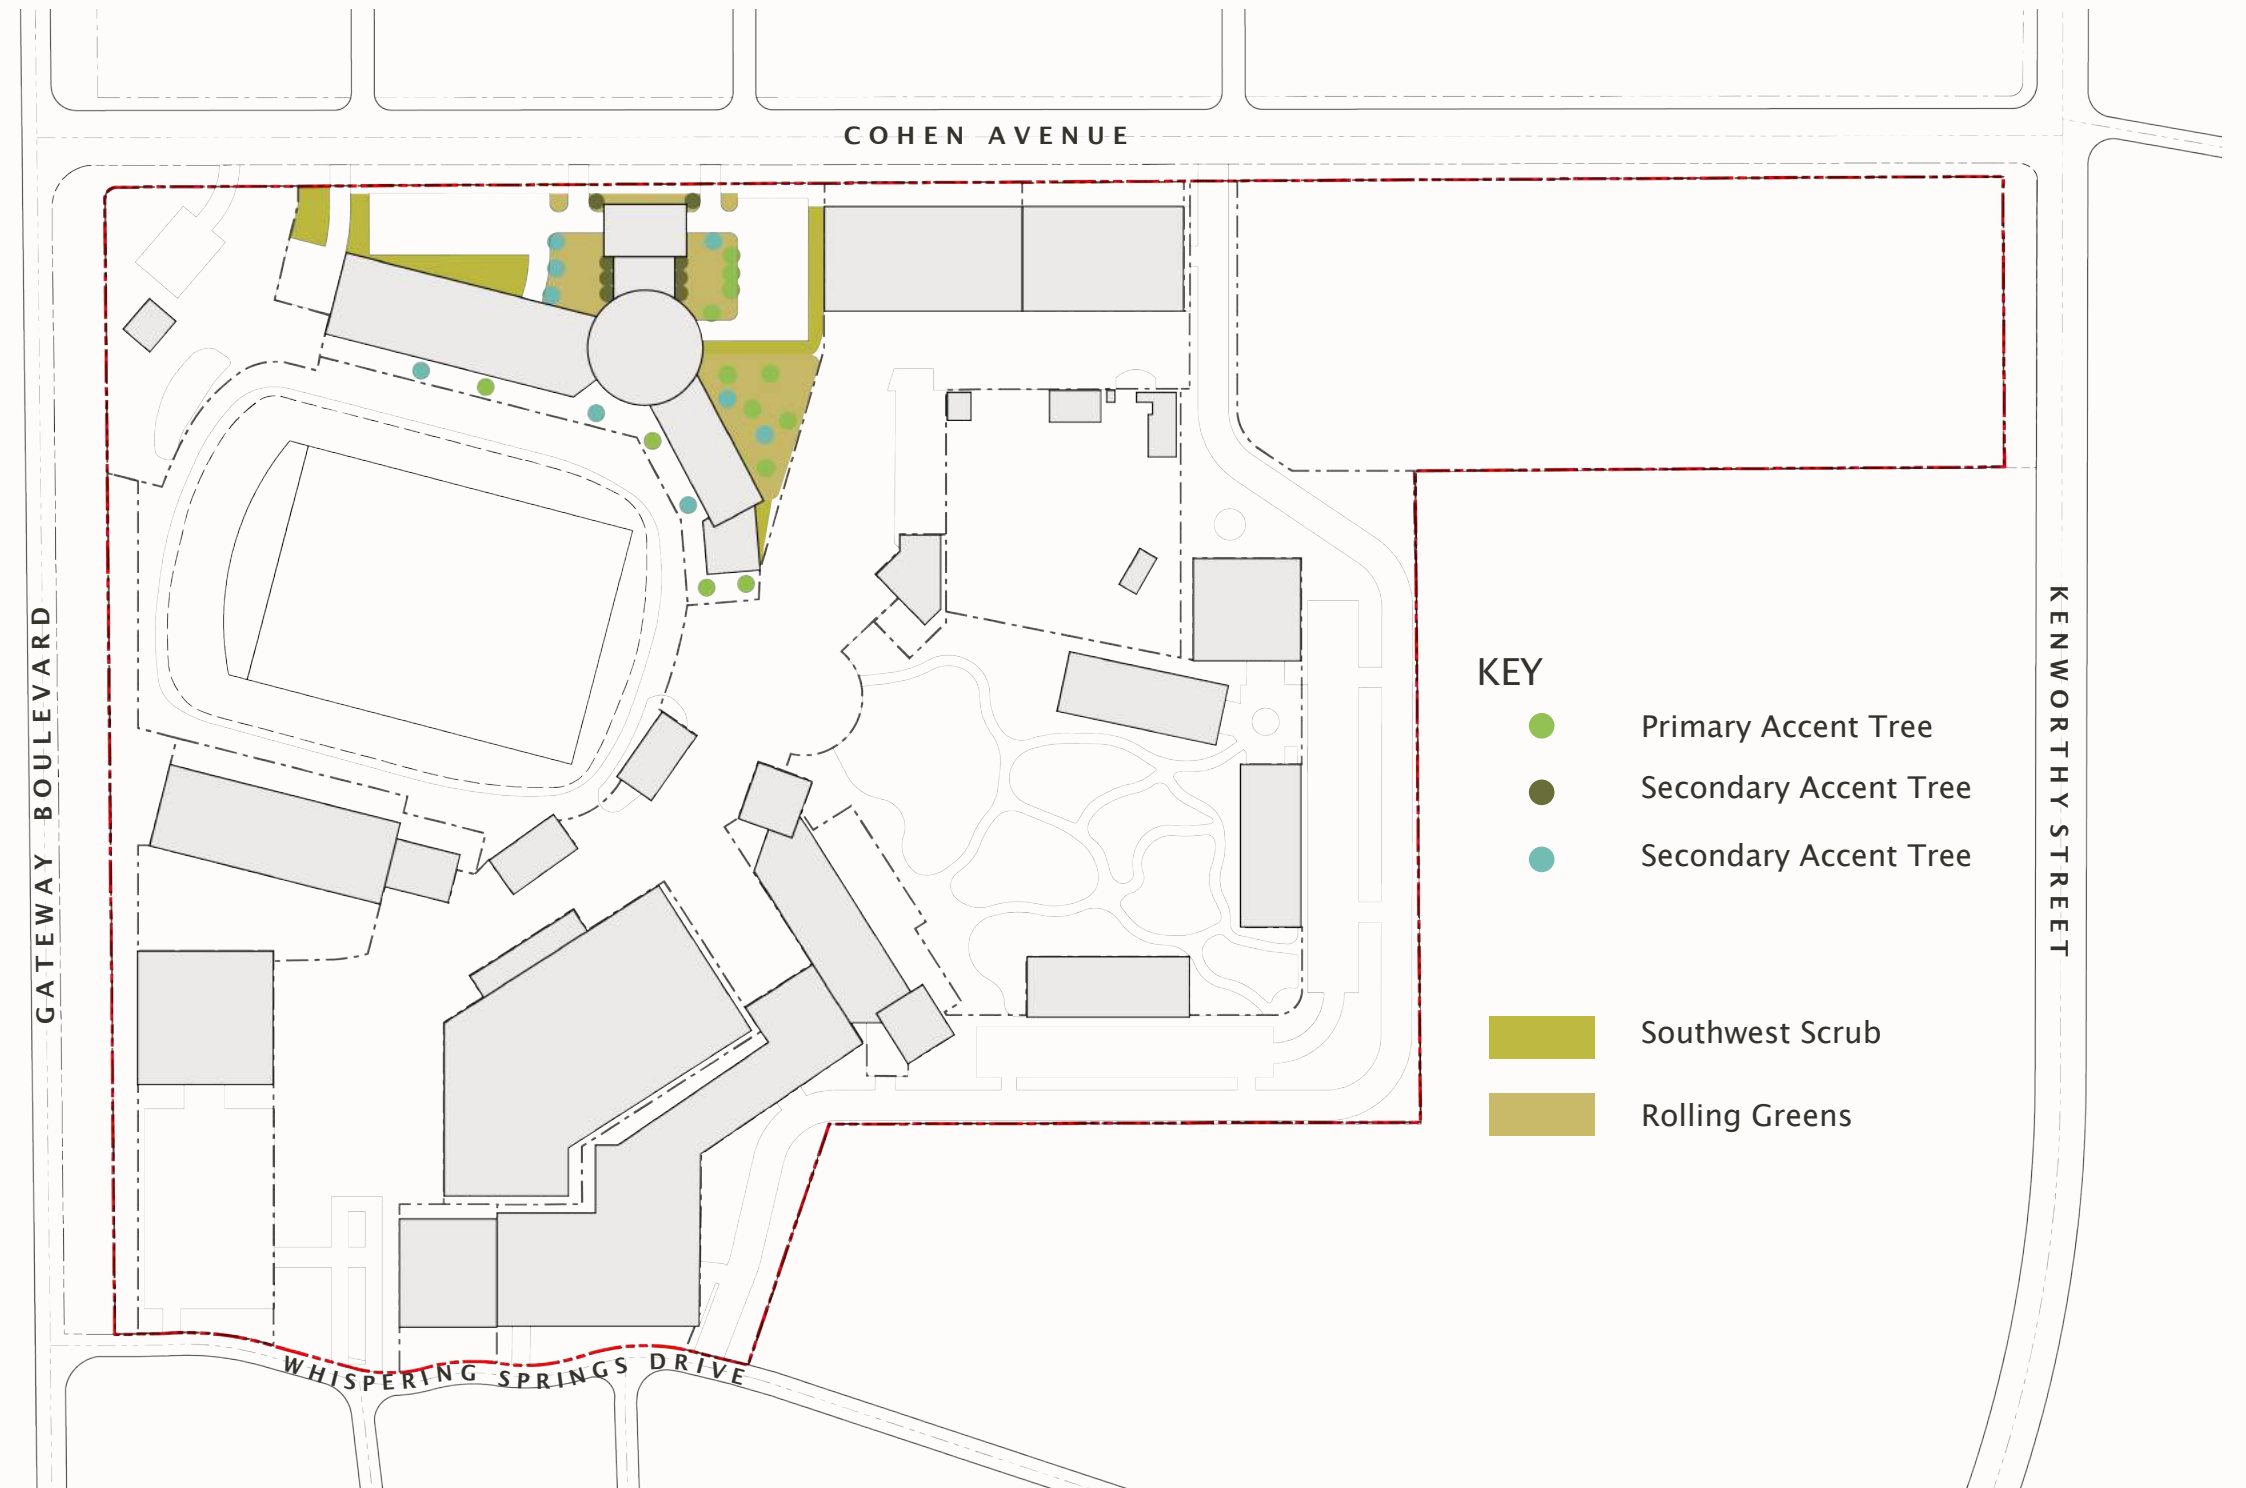 COHEN AVENUE
GATEWAY BOULEVARD
KENWORTHY STREET
KEY
Primary Accent Tree
Secondary Accent Tree
Secondary Accent Tree
Southwest Scrub
Rolling Greens
WHISPERING SPRINGS DRIVE